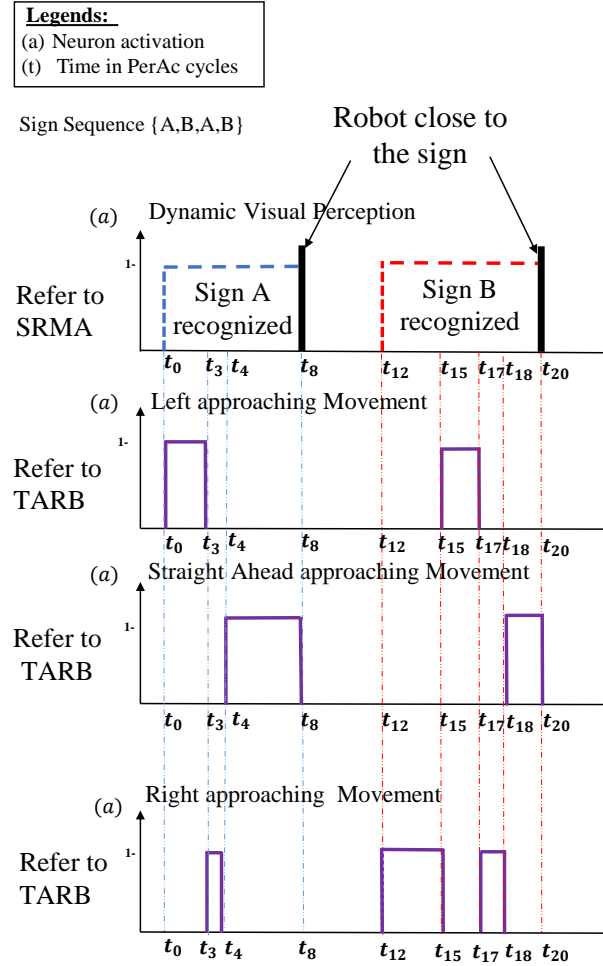 Legends:
(a) Neuron activation
(t) Time in PerAc cycles
Sign Sequence {A,B,A,B}
Robot close to
the sign
(a) Dynamic Visual Perception
1-
Refer to
SRMA
Sign A
recognized
Sign B
recognized
t0 t3 t4 t8 t12 t15 t17 t18 t20
(a) Left approaching Movement
1-
Refer to
TARB
t0 t3 t4 t8 t12 t15 t17 t18 t20
(a) Straight Ahead approaching Movement
1-
Refer to
TARB
t0 t3 t4 t8 t12 t15 t17 t18 t20
(a) Right approaching Movement
1-
Refer to
TARB
t0 t3 t4 t8 t12 t15 t17 t18 t20